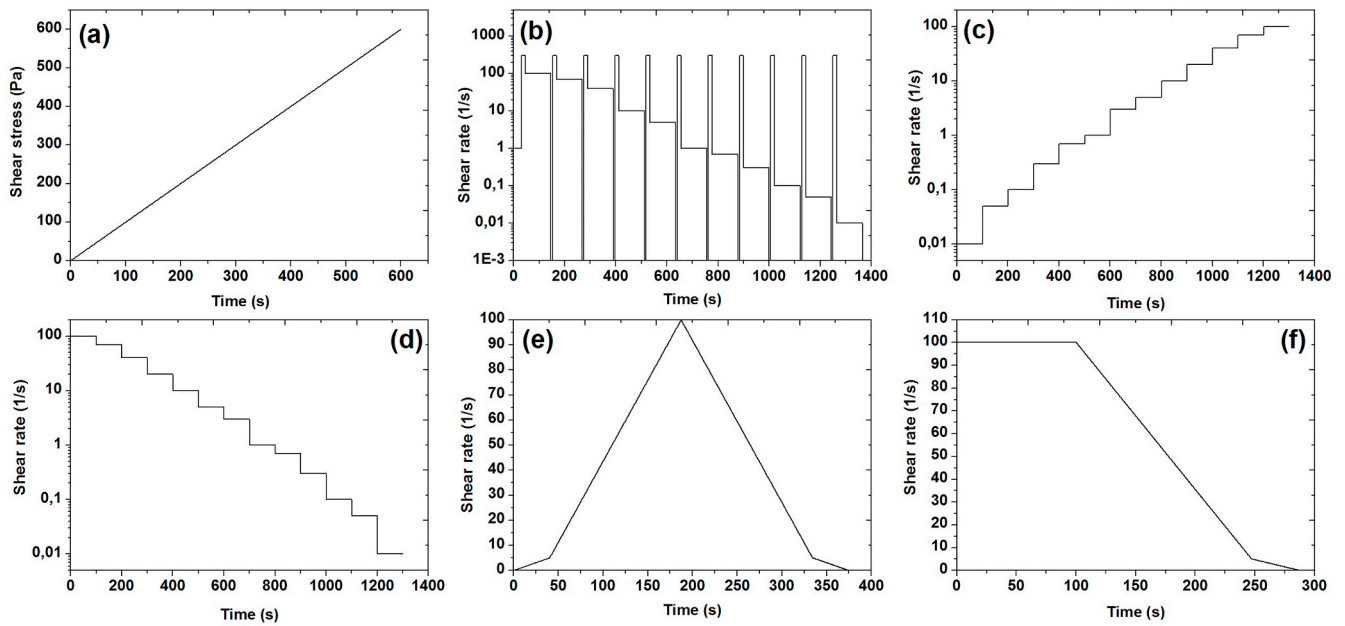 (a)
Shear stress (Pa)
600
500
400
300
200
100
0
0 100 200 300 400 500 600
Time (s)
(b)
Shear rate (1/s)
1000
100
10
1
0,1
0,01
1E-3
0 200 400 600 800 1000 1200 1400
Time (s)
(c)
Shear rate (1/s)
100
10
1
0,1
0,01
0 200 400 600 800 1000 1200 1400
Time (s)
(d)
Shear rate (1/s)
100
10
1
0,1
0,01
0 200 400 600 800 1000 1200 1400
Time (s)
(e)
Shear rate (1/s)
100
90
80
70
60
50
40
30
20
10
0
0 50 100 150 200 250 300 350 400
Time (s)
(f)
Shear rate (1/s)
110
100
90
80
70
60
50
40
30
20
10
0
0 50 100 150 200 250 300
Time (s)